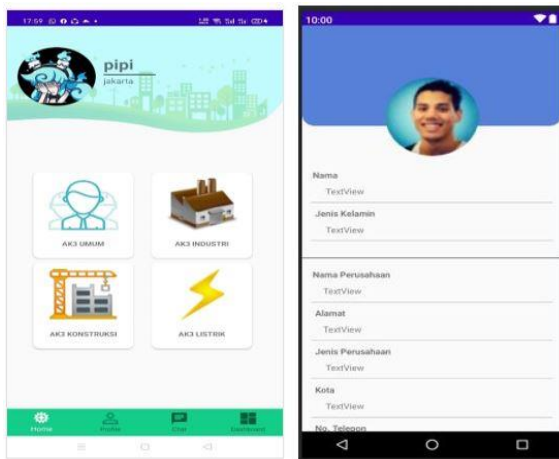 17:59
pipi
jakarta
AK3 UMUM
AK3 INDUSTRI
AK3 KONSTRUKSI
AK3 LISTRIK
Home
Profile
Chat
Dashboard
10:00
Nama
TextView
Jenis Kelamin
TextView
Nama Perusahaan
TextView
Alamat
TextView
Jenis Perusahaan
TextView
Kota
TextView
No. Telepon